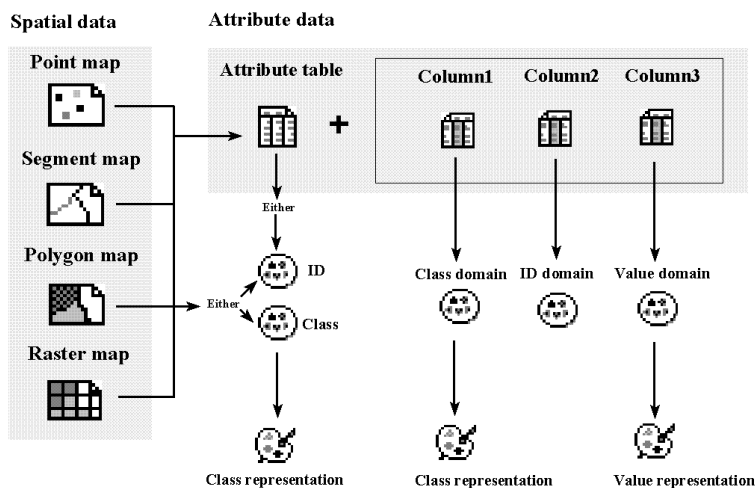 Spatial data
Attribute data
Point map
Attribute table
Column1
Column2
Column3
+
Segment map
Either
Polygon map
ID
Either
Class
Class domain
ID domain
Value domain
Raster map
Class representation
Class representation
Value representation